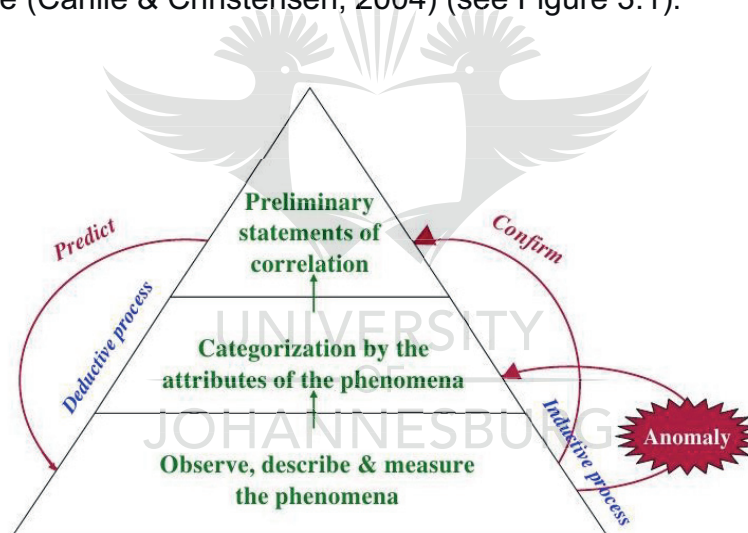 e (Carlile & Christensen, 2004) (see Figure 3.1).
Preliminary
statements of
correlation
Predict
Confirm
Deductive process
UNIVERSITY
Categorization by the
attributes of the phenomena
OF
JOHANNESBURG
Inductive process
Anomaly
Observe, describe & measure
the phenomena